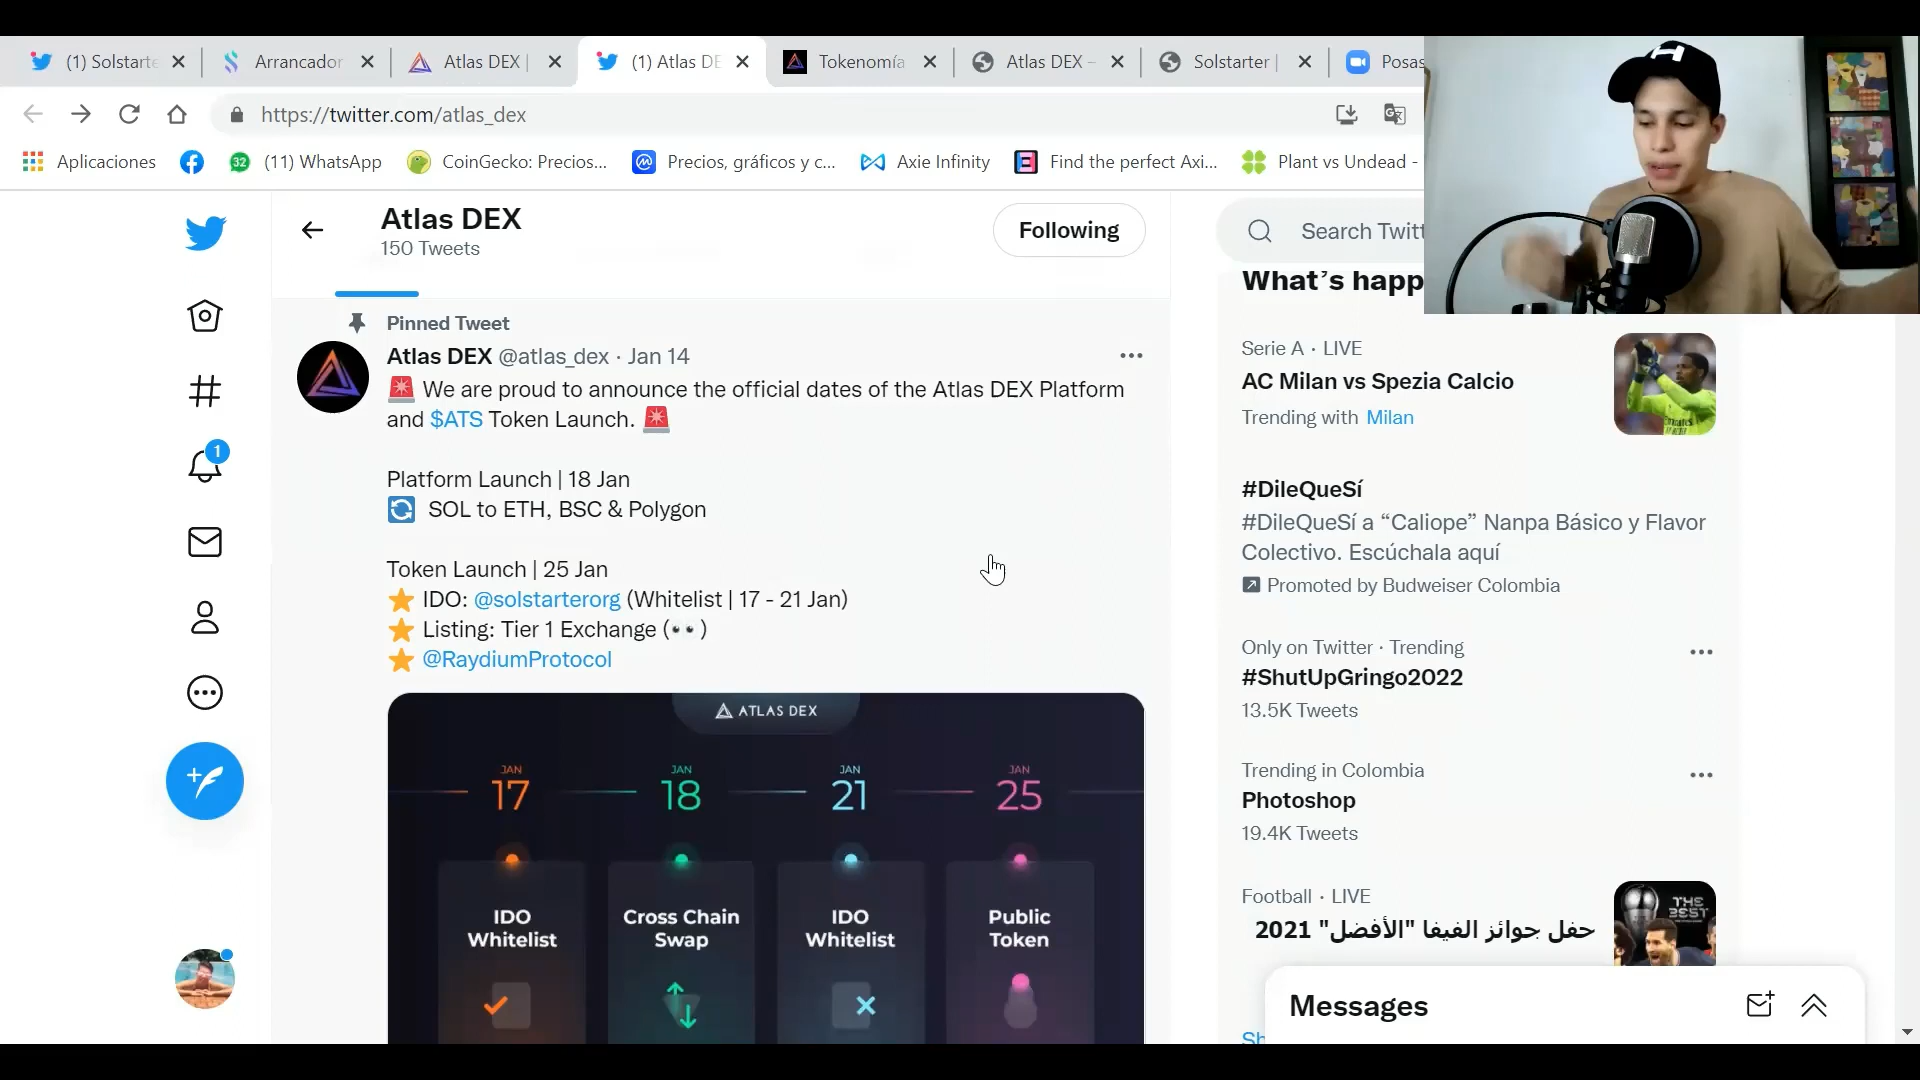 (1) Solstarte
Arrancador
Atlas DEX |
(1) Atlas DE
Tokenomía
Atlas DEX –
Solstarter |
Posas
https://twitter.com/atlas_dex
Aplicaciones
32
(11) WhatsApp
CoinGecko: Precios...
Precios, gráficos y c...
Axie Infinity
Find the perfect Axi...
Plant vs Undead -
Atlas DEX
150 Tweets
Following
Search Twitt
Pinned Tweet
Atlas DEX @atlas_dex · Jan 14
🚨 We are proud to announce the official dates of the Atlas DEX Platform
and $ATS Token Launch. 🚨
Platform Launch | 18 Jan
🔄 SOL to ETH, BSC & Polygon
Token Launch | 25 Jan
⭐ IDO: @solstarterorg (Whitelist | 17 - 21 Jan)
⭐ Listing: Tier 1 Exchange (👀)
⭐ @RaydiumProtocol
ATLAS DEX
JAN
17
JAN
18
JAN
21
JAN
25
IDO
Whitelist
Cross Chain
Swap
IDO
Whitelist
Public
Token
1
What's happ
Serie A · LIVE
AC Milan vs Spezia Calcio
Trending with Milan
#DileQueSí
#DileQueSí a “Caliope” Nanpa Básico y Flavor
Colectivo. Escúchala aquí
Promoted by Budweiser Colombia
Only on Twitter · Trending
#ShutUpGringo2022
13.5K Tweets
Trending in Colombia
Photoshop
19.4K Tweets
Football · LIVE
حفل جوائز الفيفا "الأفضل" 2021
THE
BEST
Messages
Sh